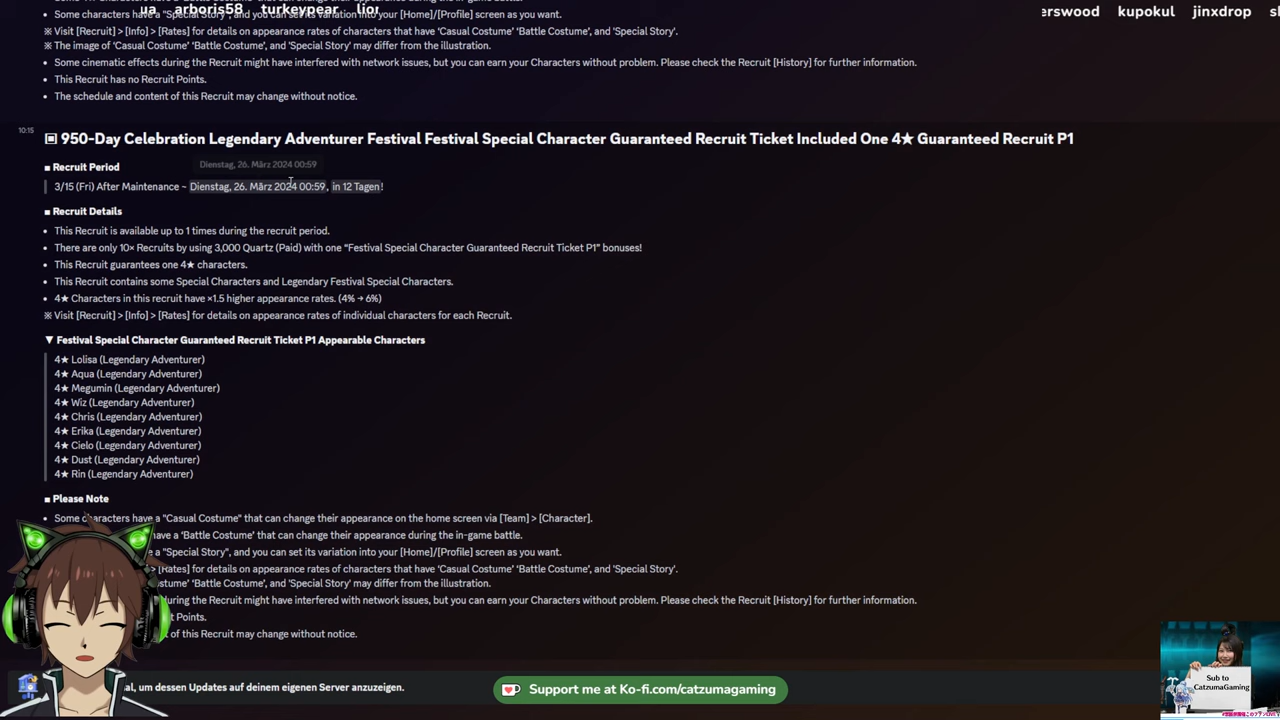 ua arboris58 turkeypear
erswood kupokul jinxdrop
Some characters have a "Special Story", and you can set its variation into your [Home]/[Profile] screen as you want.
※ Visit [Recruit] > [Info] > [Rates] for details on appearance rates of characters that have 'Casual Costume' 'Battle Costume', and 'Special Story'.
※ The image of 'Casual Costume' 'Battle Costume', and 'Special Story' may differ from the illustration.
• Some cinematic effects during the Recruit might have interfered with network issues, but you can earn your Characters without problem. Please check the Recruit [History] for further information.
• This Recruit has no Recruit Points.
• The schedule and content of this Recruit may change without notice.
10:15
▣ 950-Day Celebration Legendary Adventurer Festival Festival Special Character Guaranteed Recruit Ticket Included One 4★ Guaranteed Recruit P1
Dienstag, 26. März 2024 00:59
■ Recruit Period
3/15 (Fri) After Maintenance ~ Dienstag, 26. März 2024 00:59, in 12 Tagen!
■ Recruit Details
• This Recruit is available up to 1 times during the recruit period.
• There are only 10× Recruits by using 3,000 Quartz (Paid) with one "Festival Special Character Guaranteed Recruit Ticket P1" bonuses!
• This Recruit guarantees one 4★ characters.
• This Recruit contains some Special Characters and Legendary Festival Special Characters.
• 4★ Characters in this recruit have ×1.5 higher appearance rates. (4% → 6%)
※ Visit [Recruit] > [Info] > [Rates] for details on appearance rates of individual characters for each Recruit.
▼ Festival Special Character Guaranteed Recruit Ticket P1 Appearable Characters
4★ Lolisa (Legendary Adventurer)
4★ Aqua (Legendary Adventurer)
4★ Megumin (Legendary Adventurer)
4★ Wiz (Legendary Adventurer)
4★ Chris (Legendary Adventurer)
4★ Erika (Legendary Adventurer)
4★ Cielo (Legendary Adventurer)
4★ Dust (Legendary Adventurer)
4★ Rin (Legendary Adventurer)
■ Please Note
• Some characters have a "Casual Costume" that can change their appearance on the home screen via [Team] > [Character].
have a 'Battle Costume' that can change their appearance during the in-game battle.
e a "Special Story", and you can set its variation into your [Home]/[Profile] screen as you want.
> [Rates] for details on appearance rates of characters that have 'Casual Costume' 'Battle Costume', and 'Special Story'.
stume' 'Battle Costume', and 'Special Story' may differ from the illustration.
during the Recruit might have interfered with network issues, but you can earn your Characters without problem. Please check the Recruit [History] for further information.
t Points.
t of this Recruit may change without notice.
al, um dessen Updates auf deinem eigenen Server anzuzeigen.
Support me at Ko-fi.com/catzumagaming
Sub to
CatzumaGaming